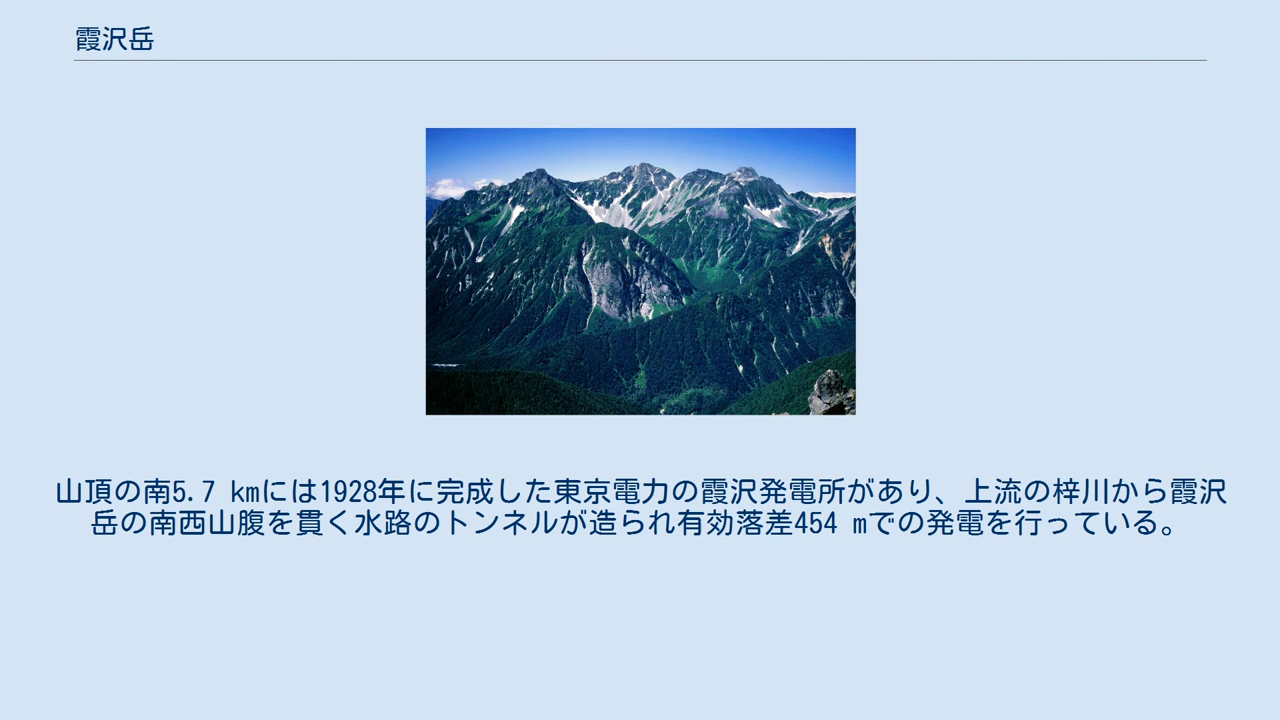 霞沢岳
山頂の南5.7 kmには1928年に完成した東京電力の霞沢発電所があり、上流の梓川から霞沢
岳の南西山腹を貫く水路のトンネルが造られ有効落差454 mでの発電を行っている。